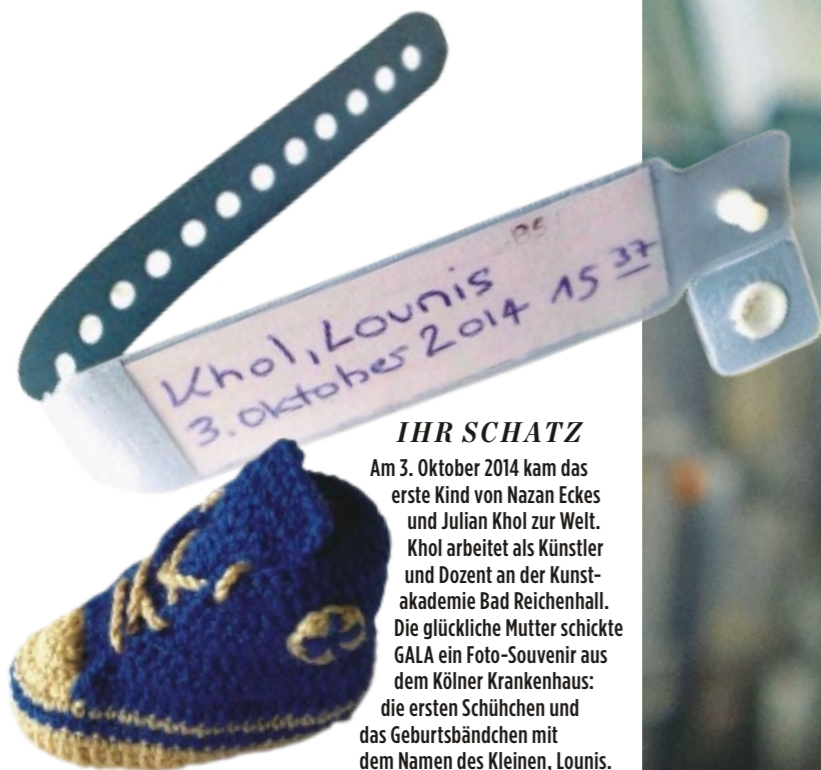 Khol, Lounis
3. Oktober 2014 15 37
IHR SCHATZ
Am 3. Oktober 2014 kam das
erste Kind von Nazan Eckes
und Julian Khol zur Welt.
Khol arbeitet als Künstler
und Dozent an der Kunst-
akademie Bad Reichenhall.
Die glückliche Mutter schickte
GALA ein Foto-Souvenir aus
dem Kölner Krankenhaus:
die ersten Schühchen und
das Geburtsbändchen mit
dem Namen des Kleinen, Lounis.